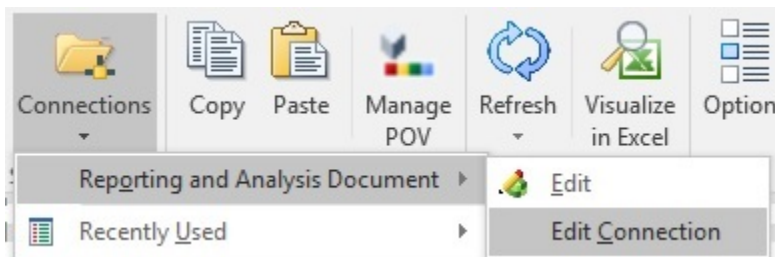 Connections Copy Paste Manage POV Refresh Visualize in Excel Option
Reporting and Analysis Document Edit
Recently Used Edit Connection